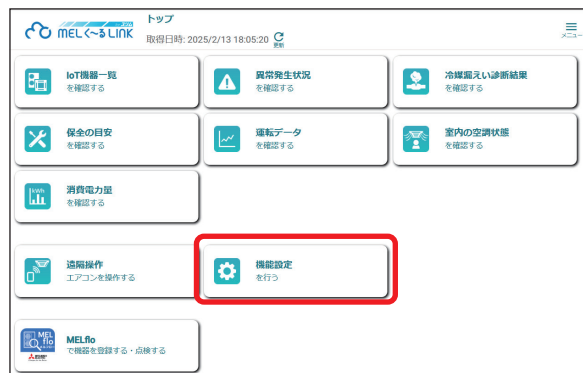 MELく～るLINK
トップ
取得日時: 2025/2/13 18:05:20
更新
メニュー
IoT機器一覧
を確認する
異常発生状況
を確認する
冷媒漏えい診断結果
を確認する
保全の目安
を確認する
運転データ
を確認する
室内の空調状態
を確認する
kWh
消費電力量
を確認する
遠隔操作
エアコンを操作する
機能設定
を行う
MEL
flo
MELflo
で機器を登録する・点検する